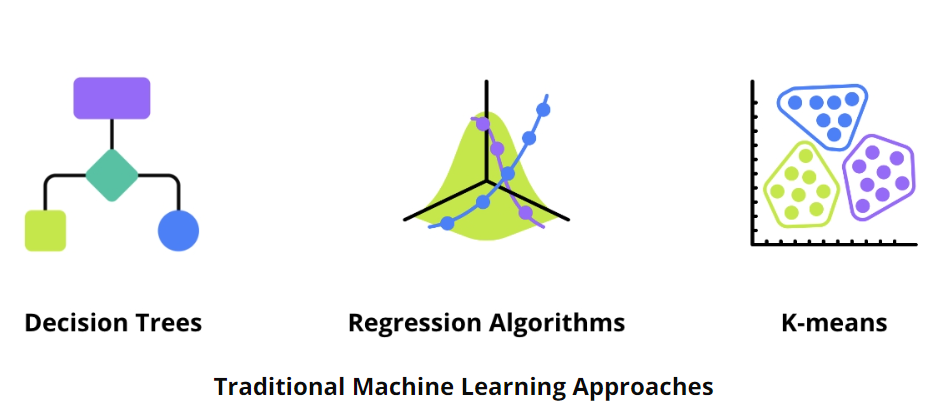 Decision Trees
Regression Algorithms
K-means
Traditional Machine Learning Approaches